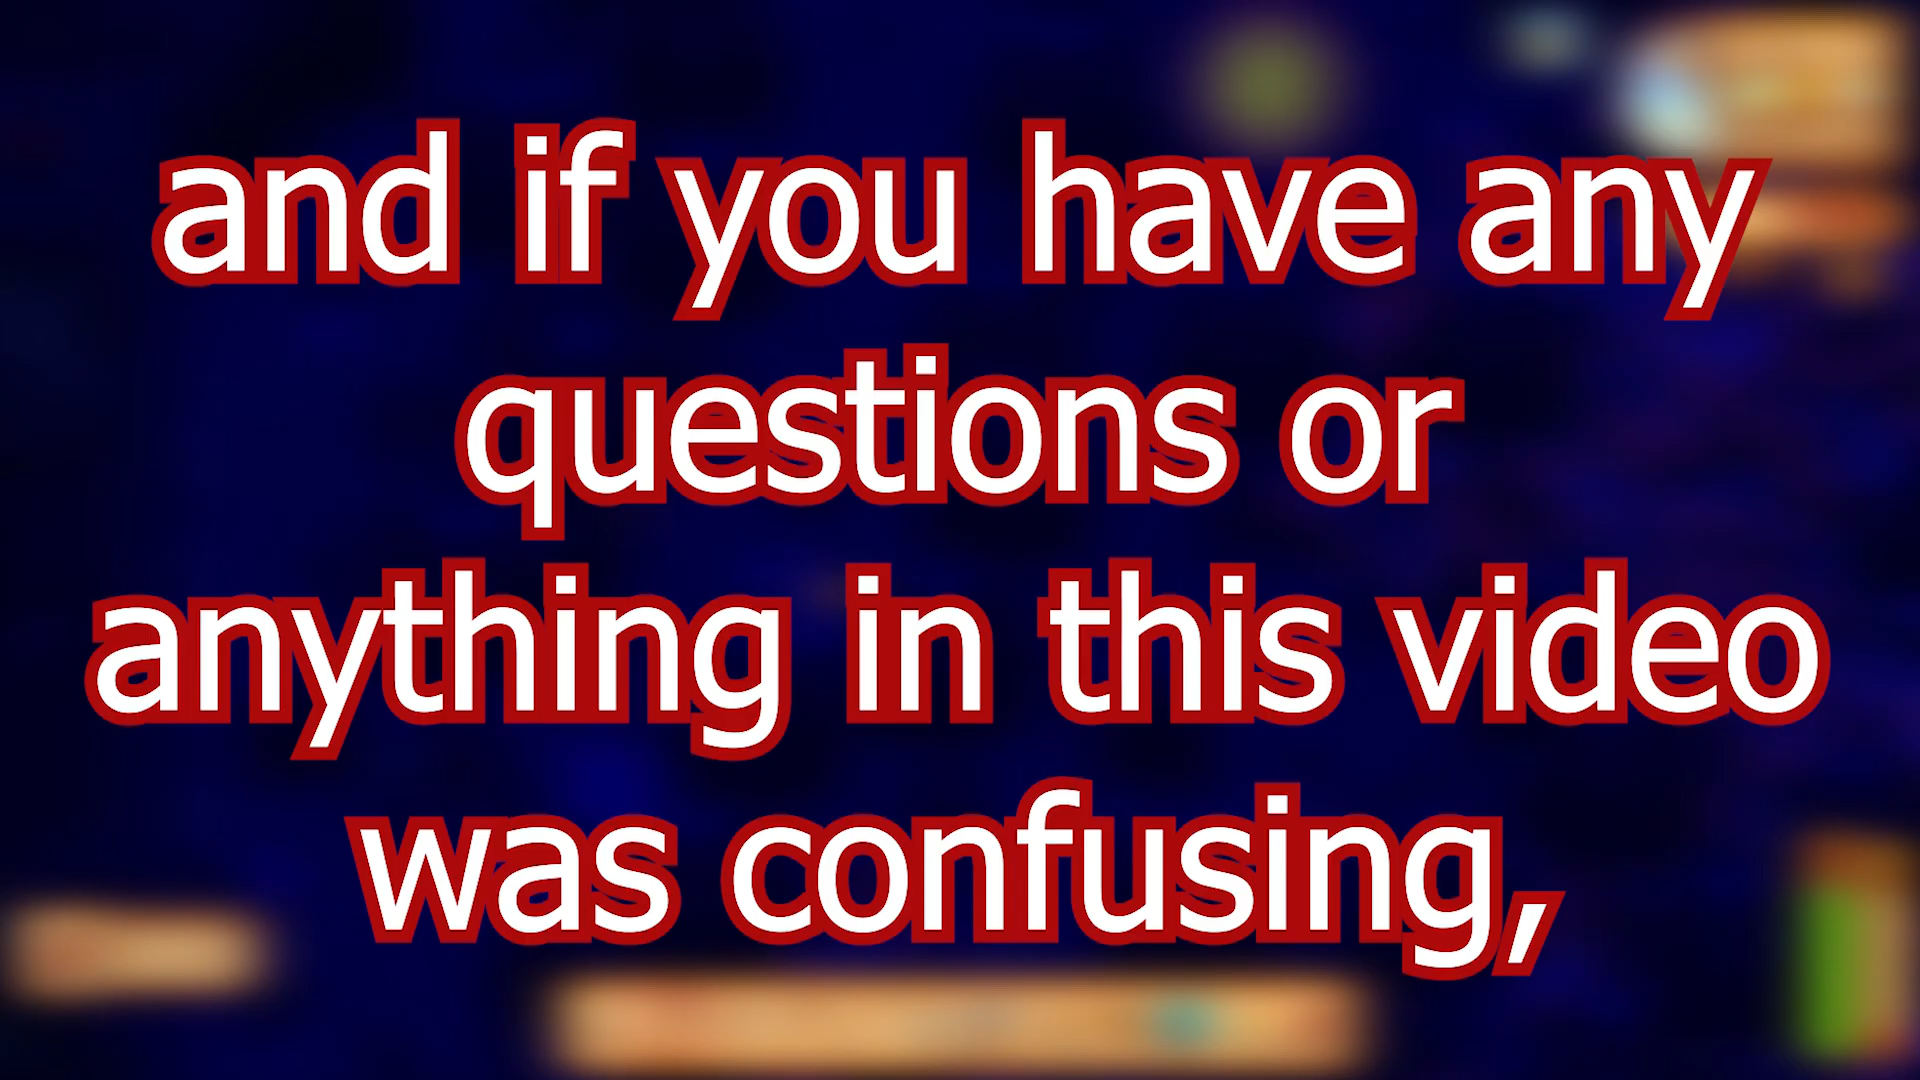 and if you have any
questions or
anything in this video
was confusing,